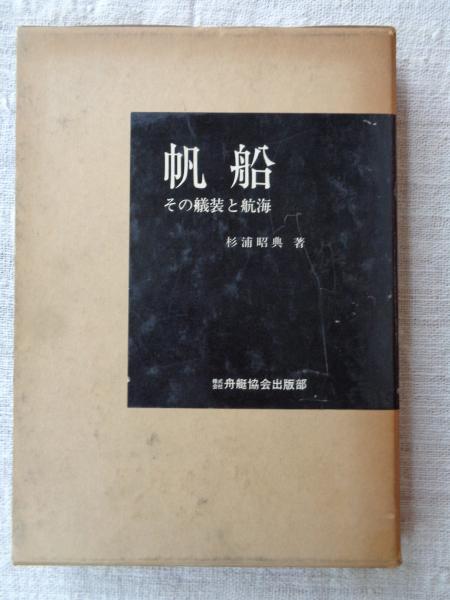 帆船
その艤装と航海
杉浦昭典 著
株式会社 舟艇協会出版部